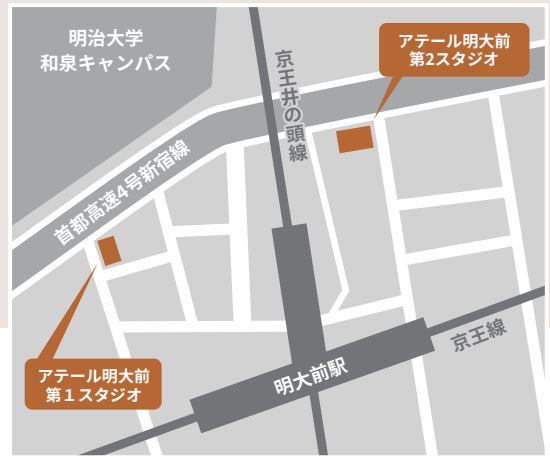 明治大学
和泉キャンパス
アテール明大前
第2スタジオ
京王井の頭線
首都高速4号新宿線
京王線
明大前駅
アテール明大前
第１スタジオ